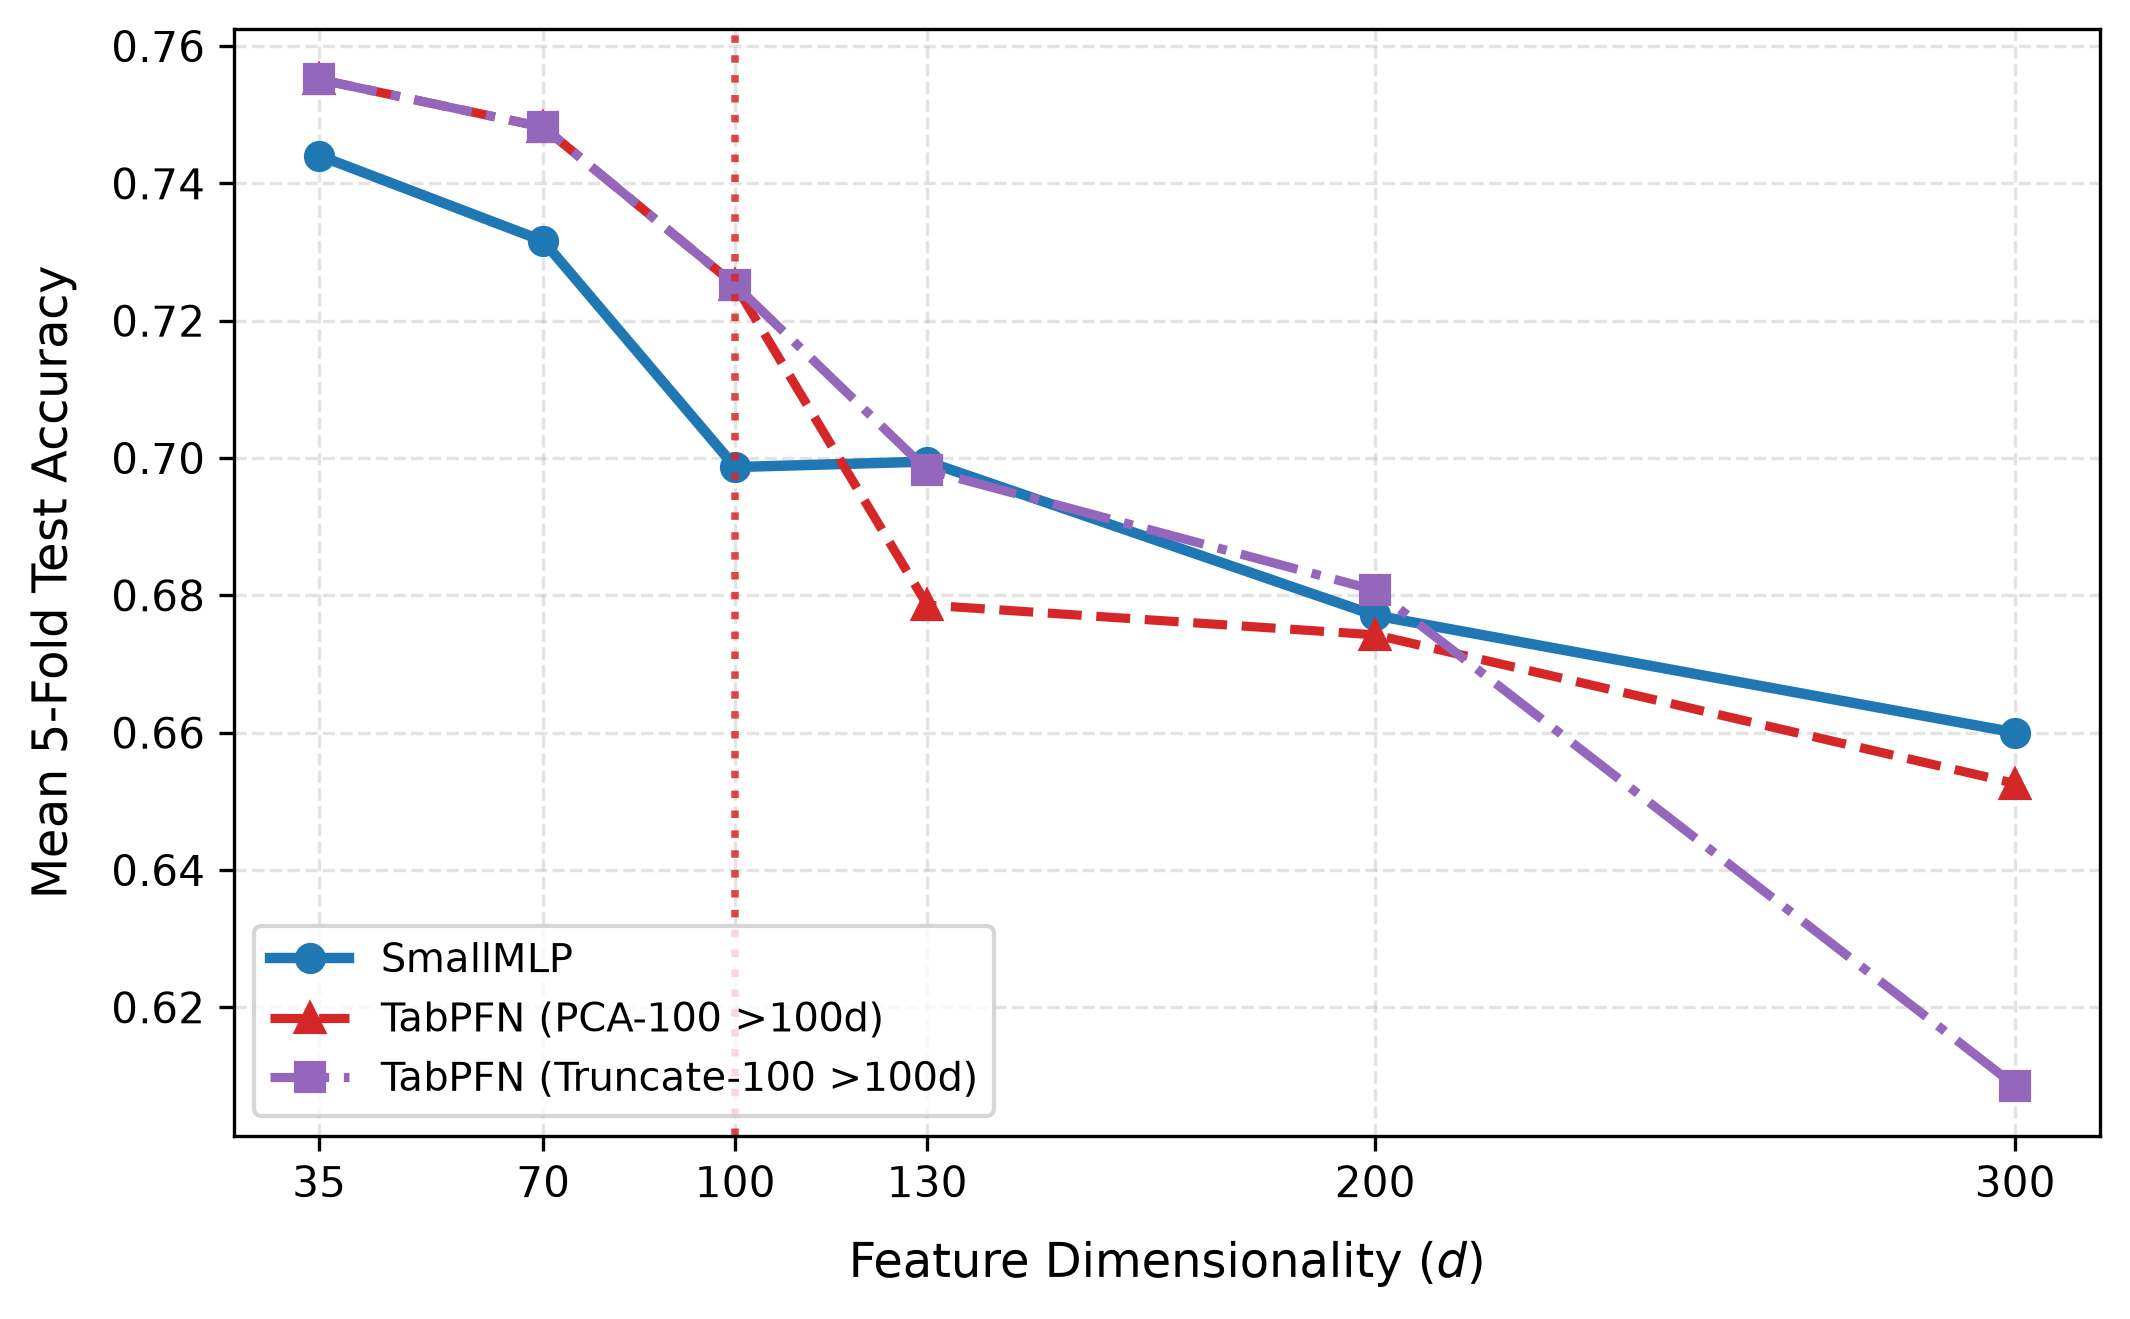 0.76
0.74
0.72
0.70
0.68
0.66
0.64
0.62
Mean 5-Fold Test Accuracy
SmallMLP
TabPFN (PCA-100 >100d)
TabPFN (Truncate-100 >100d)
35 70 100 130 200 300
Feature Dimensionality (d)